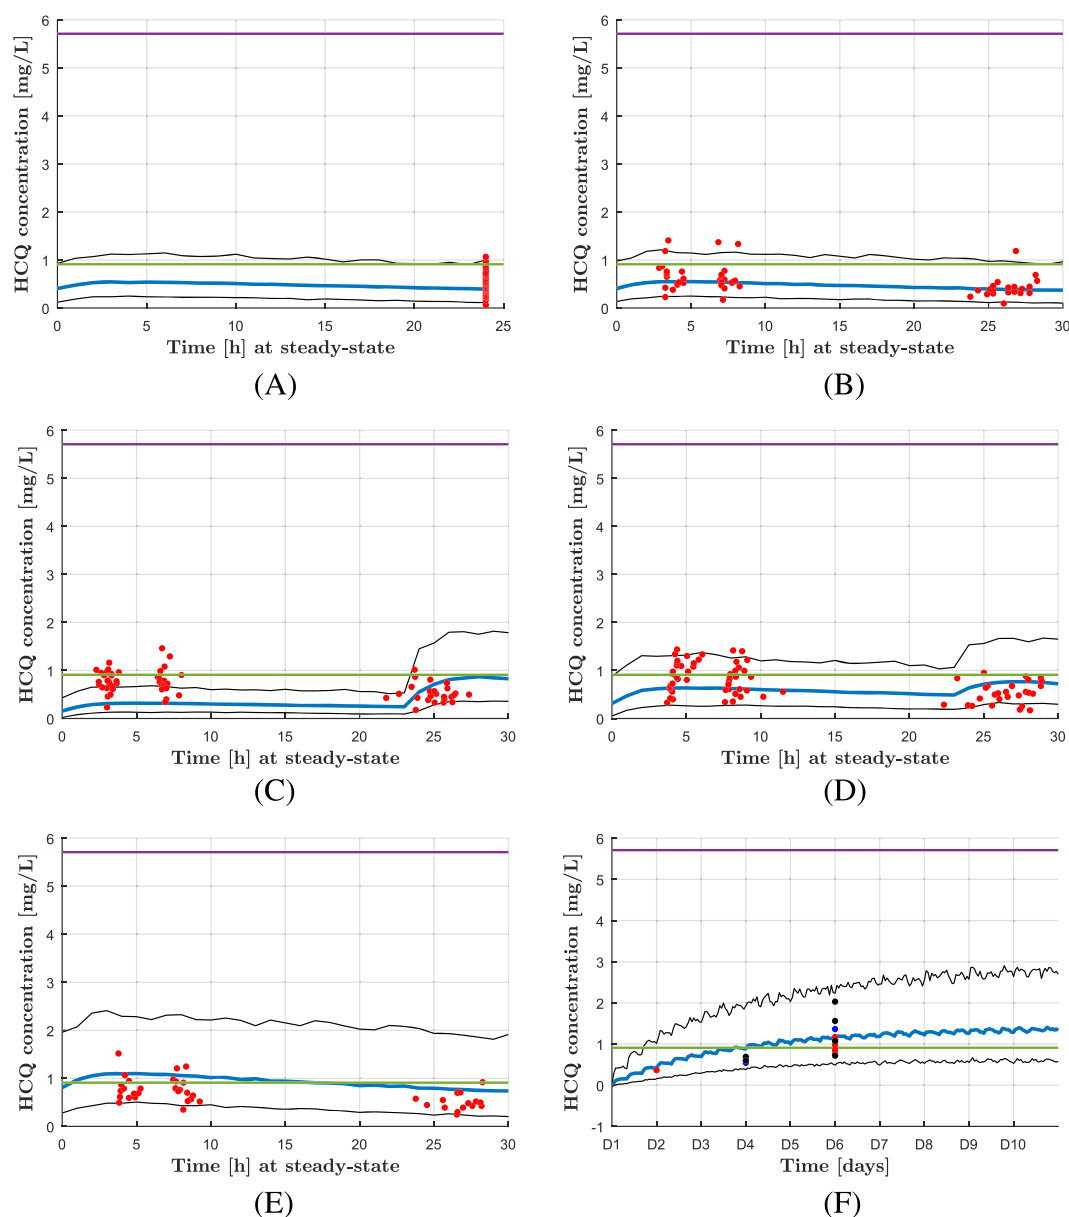 HCQ concentration [mg/L]
6
5
4
3
2
1
0
0 5 10 15 20 25
Time [h] at steady-state
(A)
HCQ concentration [mg/L]
6
5
4
3
2
1
0
0 5 10 15 20 25 30
Time [h] at steady-state
(B)
HCQ concentration [mg/L]
6
5
4
3
2
1
0
0 5 10 15 20 25 30
Time [h] at steady-state
(C)
HCQ concentration [mg/L]
6
5
4
3
2
1
0
0 5 10 15 20 25 30
Time [h] at steady-state
(D)
HCQ concentration [mg/L]
6
5
4
3
2
1
0
0 5 10 15 20 25 30
Time [h] at steady-state
(E)
HCQ concentration [mg/L]
6
5
4
3
2
1
0
-1
D1 D2 D3 D4 D5 D6 D7 D8 D9 D10
Time [days]
(F)